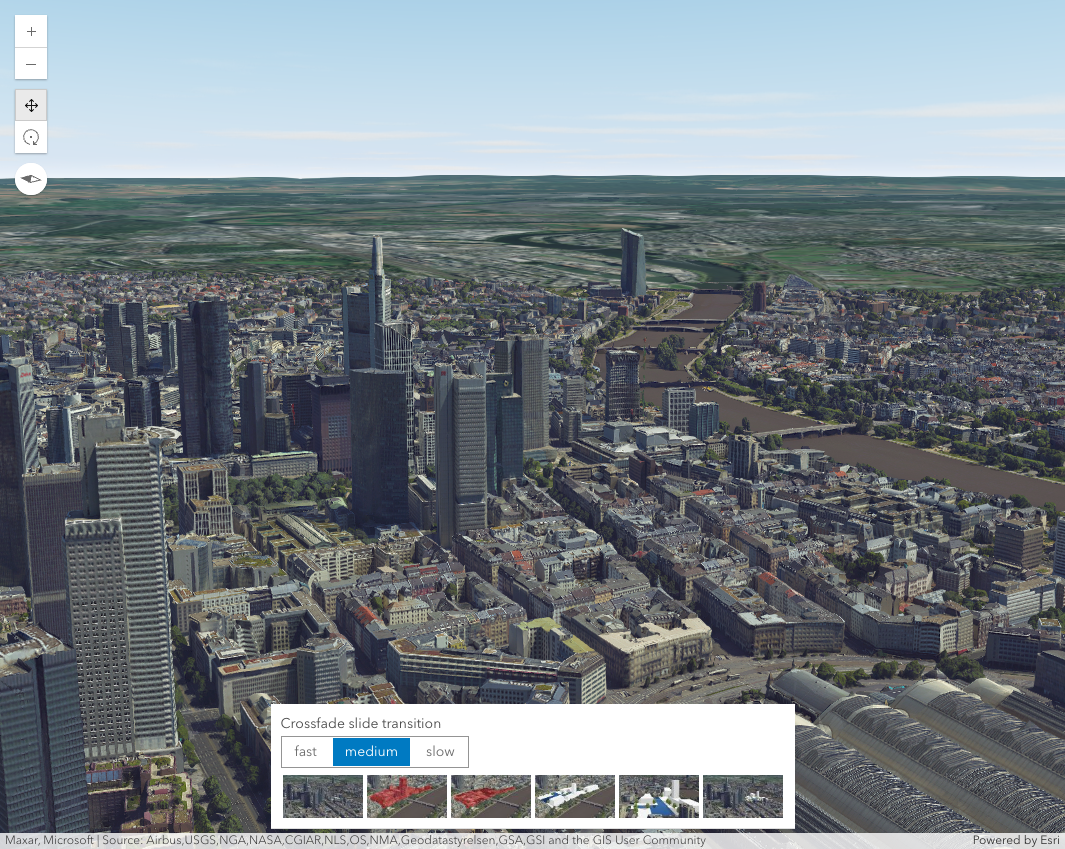 Crossfade slide transition
fast medium slow
Maxar, Microsoft | Source: Airbus,USGS,NGA,NASA,CGIAR,NLS,OS,NMA,Geodatastyrelsen,GSA,GSI and the GIS User Community Powered by Esri